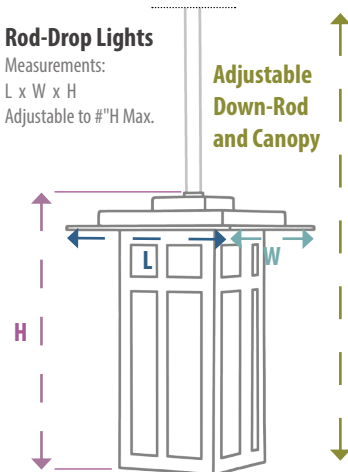 Rod-Drop Lights
Measurements:
L x W x H
Adjustable to #"H Max.
Adjustable
Down-Rod
and Canopy
L
W
H